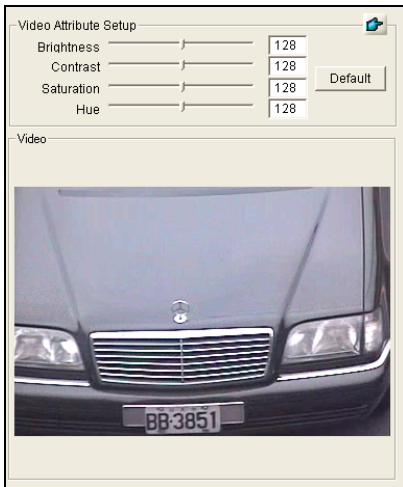 Video Attribute Setup
Brightness 128
Contrast 128
Saturation 128
Hue 128
Default
Video
BB-3851